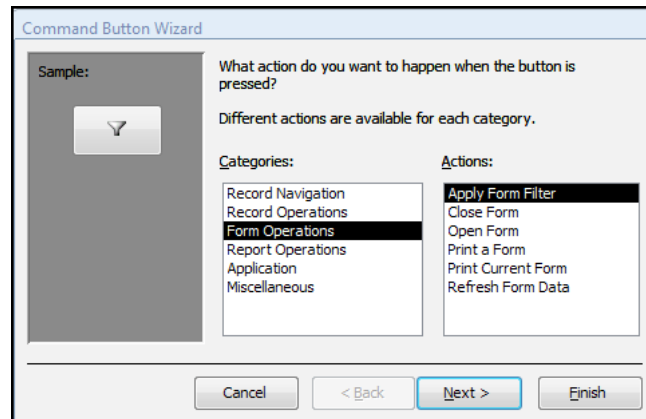 Command Button Wizard
Sample:
What action do you want to happen when the button is
pressed?
Different actions are available for each category.
Categories:
Actions:
Record Navigation
Record Operations
Form Operations
Report Operations
Application
Miscellaneous
Apply Form Filter
Close Form
Open Form
Print a Form
Print Current Form
Refresh Form Data
Cancel
< Back
Next >
Finish